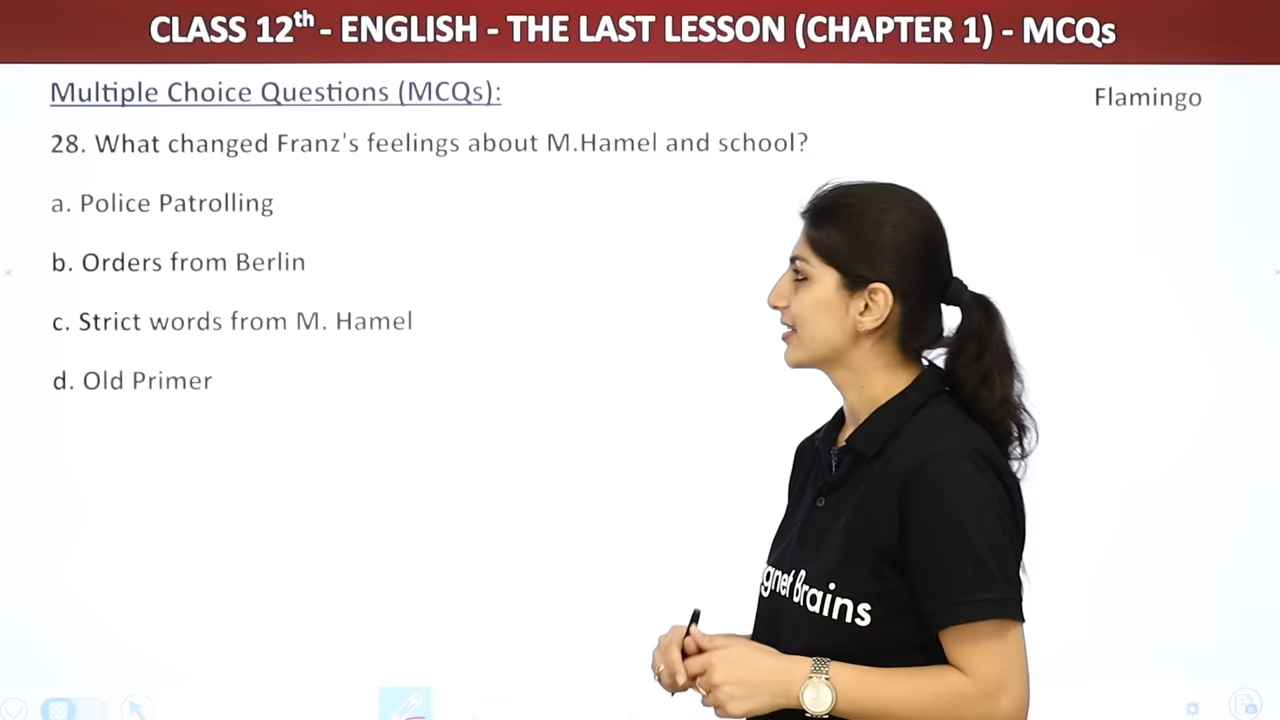 CLASS 12th - ENGLISH - THE LAST LESSON (CHAPTER 1) - MCQs
Multiple Choice Questions (MCQs):
Flamingo
28. What changed Franz's feelings about M.Hamel and school?
a. Police Patrolling
b. Orders from Berlin
c. Strict words from M. Hamel
d. Old Primer
Brains